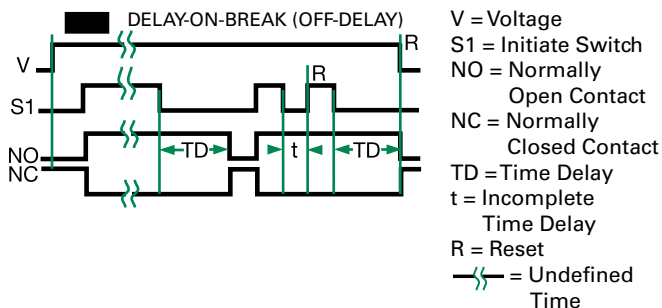 DELAY-ON-BREAK (OFF-DELAY)
V
R
S1
R
NO
NC
TD
t
TD
V = Voltage
S1 = Initiate Switch
NO = Normally
Open Contact
NC = Normally
Closed Contact
TD = Time Delay
t = Incomplete
Time Delay
R = Reset
= Undefined
Time